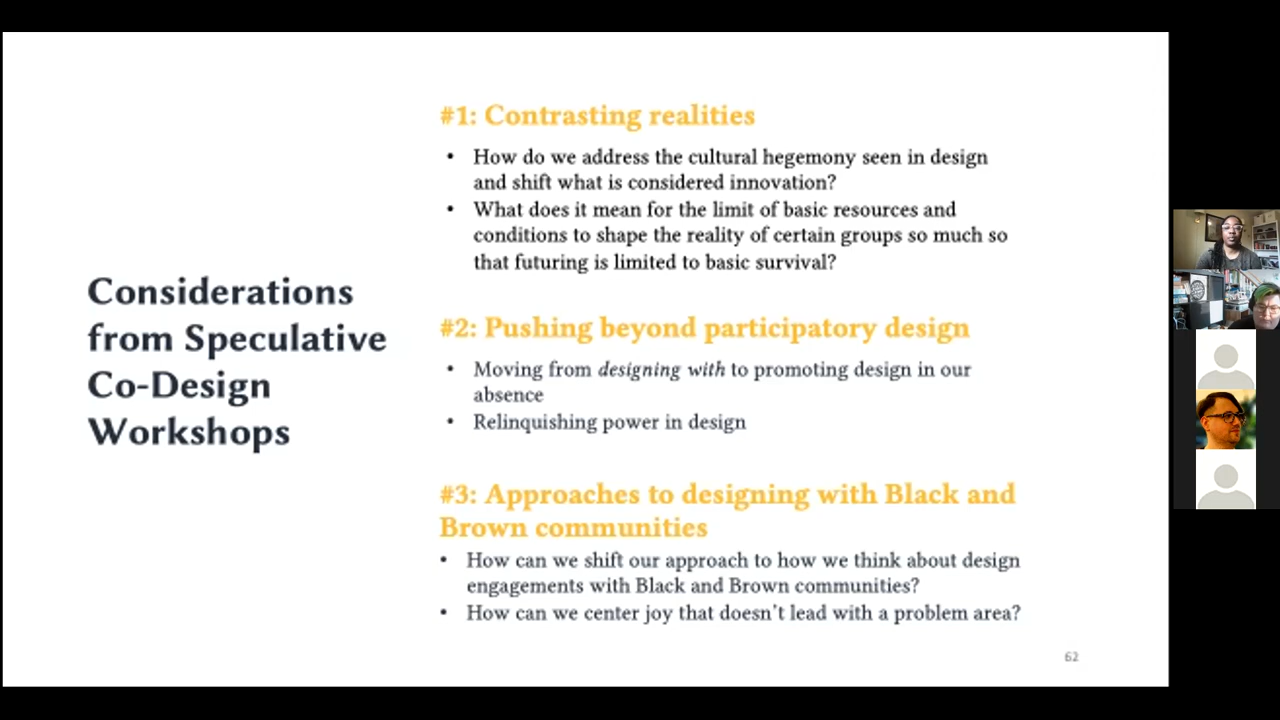 Considerations
from Speculative
Co-Design
Workshops
#1: Contrasting realities
• How do we address the cultural hegemony seen in design
and shift what is considered innovation?
• What does it mean for the limit of basic resources and
conditions to shape the reality of certain groups so much so
that futuring is limited to basic survival?
#2: Pushing beyond participatory design
• Moving from designing with to promoting design in our
absence
• Relinquishing power in design
#3: Approaches to designing with Black and
Brown communities
• How can we shift our approach to how we think about design
engagements with Black and Brown communities?
• How can we center joy that doesn't lead with a problem area?
62